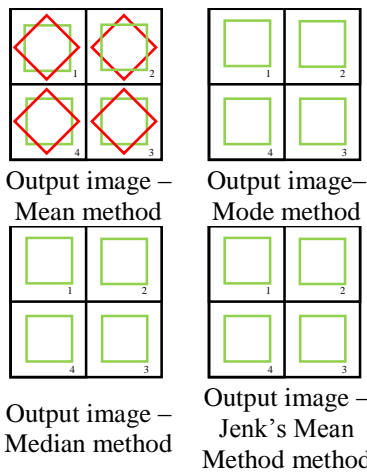 1 2
4 3
1 2
4 3
Output image –
Mean method
Output image–
Mode method
1 2
4 3
1 2
4 3
Output image –
Median method
Output image –
Jenk's Mean
Method method